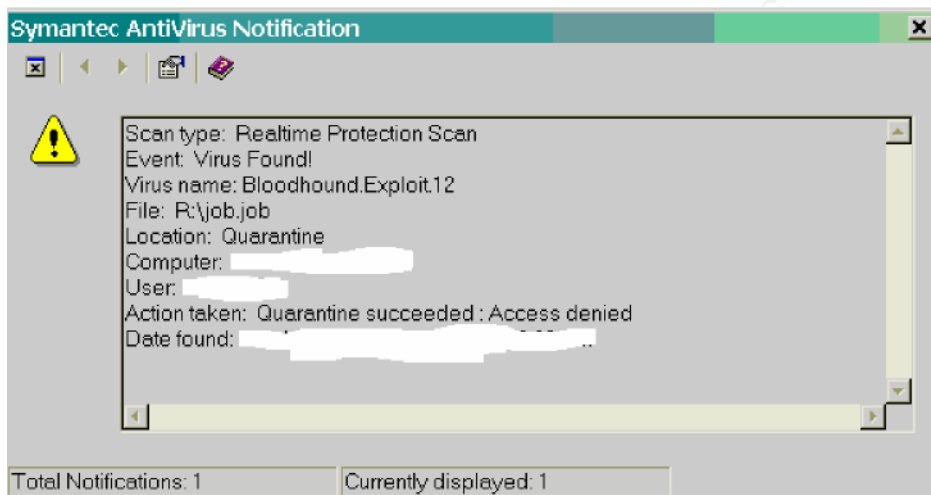 Symantec AntiVirus Notification
Scan type: Realtime Protection Scan
Event: Virus Found!
Virus name: Bloodhound.Exploit.12
File: R:\job.job
Location: Quarantine
Computer:
User:
Action taken: Quarantine succeeded : Access denied
Date found:
Total Notifications: 1
Currently displayed: 1